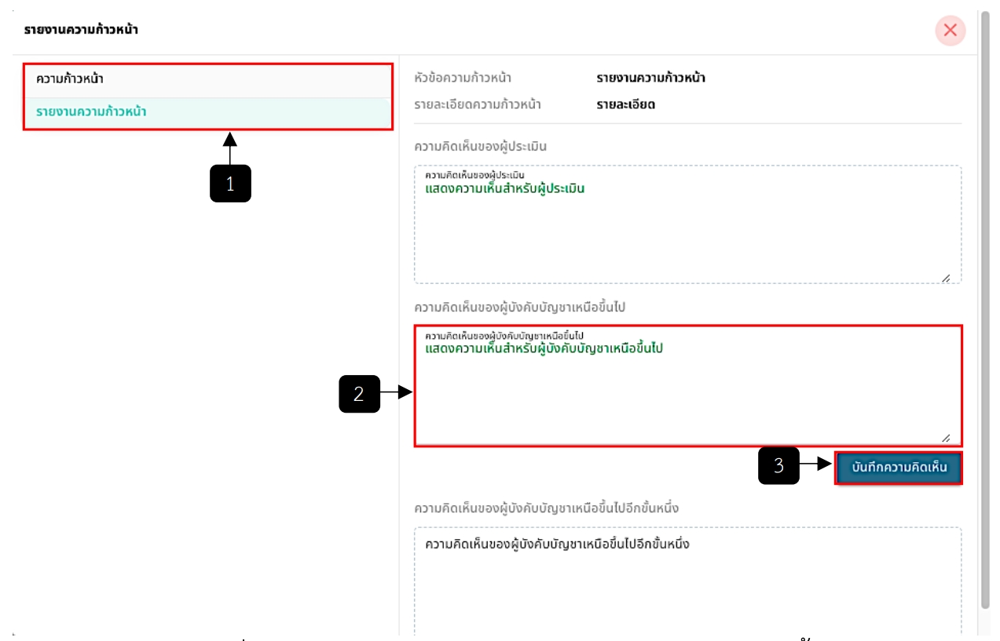 รายงานความก้าวหน้า
ความก้าวหน้า
รายงานความก้าวหน้า
1
หัวข้อความก้าวหน้า รายงานความก้าวหน้า
รายละเอียดความก้าวหน้า รายละเอียด
ความคิดเห็นของผู้ประเมิน
ความคิดเห็นของผู้ประเมิน
แสดงความเห็นสำหรับผู้ประเมิน
ความคิดเห็นของผู้บังคับบัญชาเหนือขึ้นไป
ความคิดเห็นของผู้บังคับบัญชาเหนือขึ้นไป
แสดงความเห็นสำหรับผู้บังคับบัญชาเหนือขึ้นไป
2
3
บันทึกความคิดเห็น
ความคิดเห็นของผู้บังคับบัญชาเหนือขึ้นไปอีกขั้นหนึ่ง
ความคิดเห็นของผู้บังคับบัญชาเหนือขึ้นไปอีกขั้นหนึ่ง